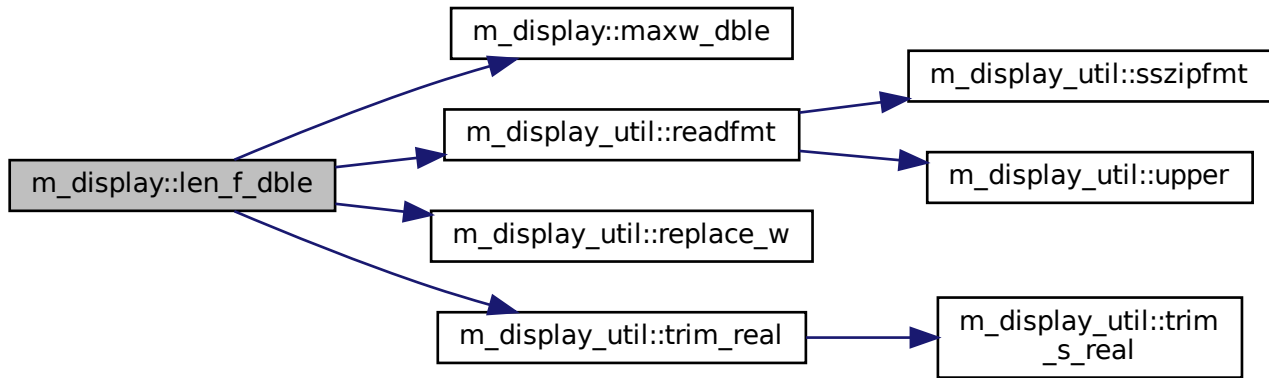 m_display::len_f_dble
m_display::maxw_dble
m_display_util::readfmt
m_display_util::sszipfmt
m_display_util::upper
m_display_util::replace_w
m_display_util::trim_real
m_display_util::trim
_s_real